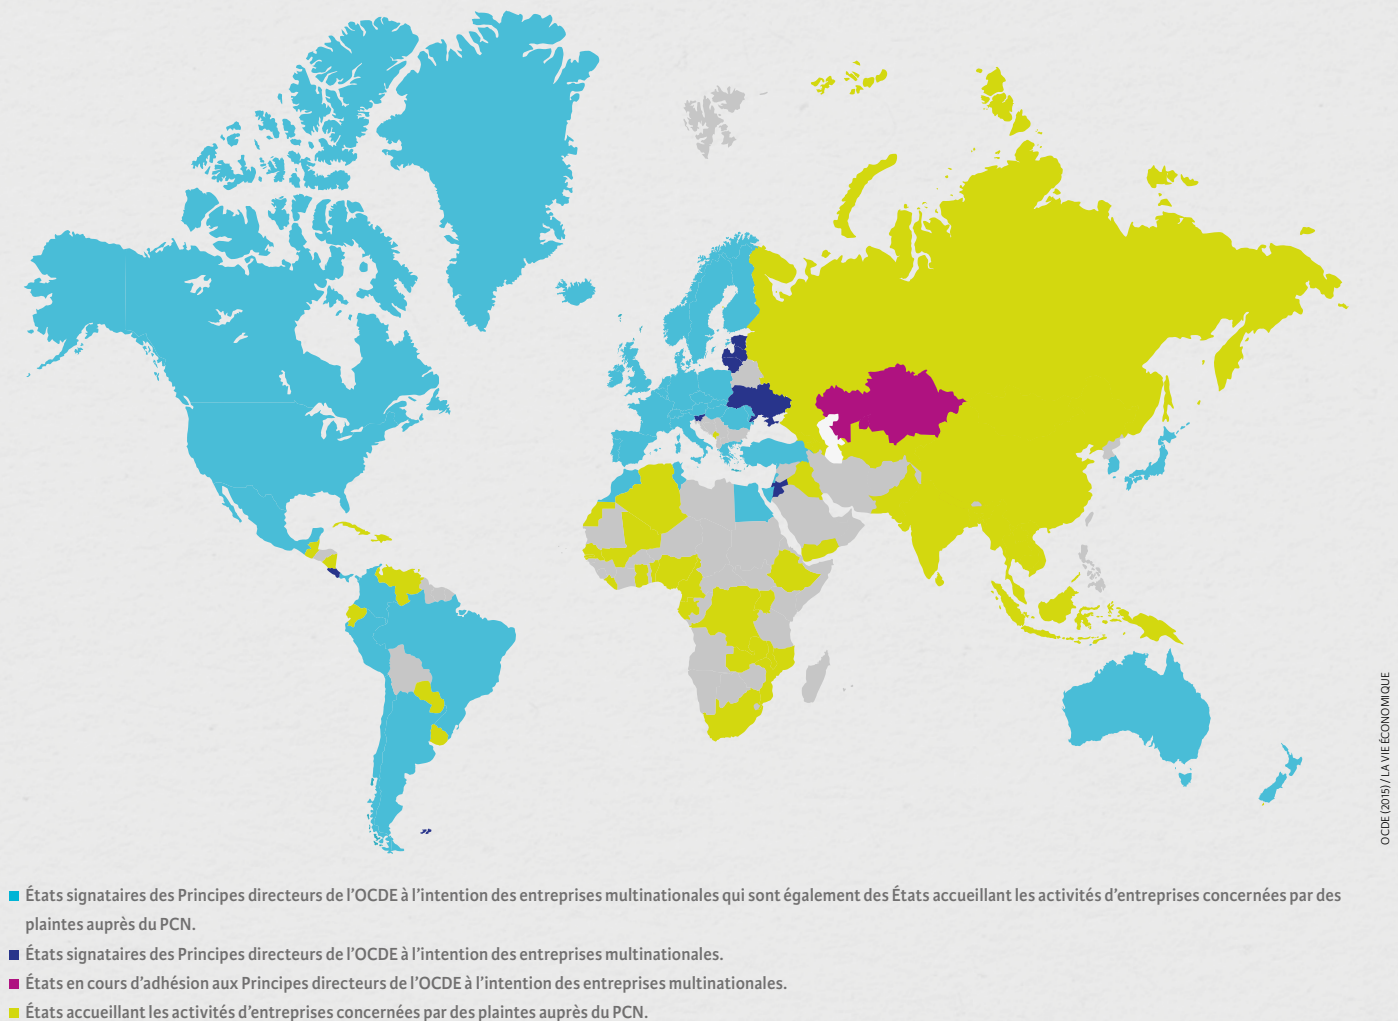 OCDE (2015) / LA VIE ÉCONOMIQUE
États signataires des Principes directeurs de l’OCDE à l’intention des entreprises multinationales qui sont également des États accueillant les activités d’entreprises concernées par des
plaintes auprès du PCN.
États signataires des Principes directeurs de l’OCDE à l’intention des entreprises multinationales.
États en cours d’adhésion aux Principes directeurs de l’OCDE à l’intention des entreprises multinationales.
États accueillant les activités d’entreprises concernées par des plaintes auprès du PCN.